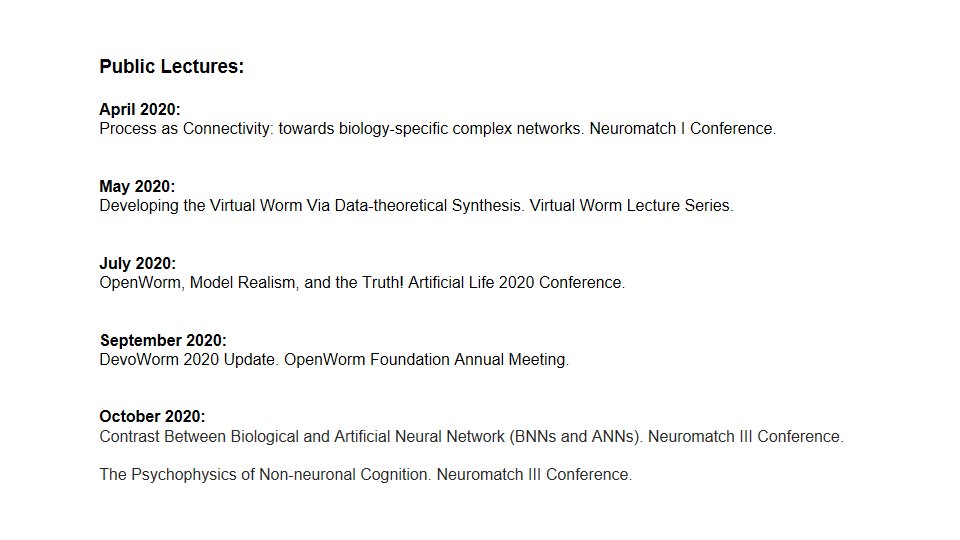 Public Lectures:
April 2020:
Process as Connectivity: towards biology-specific complex networks. Neuromatch I Conference.
May 2020:
Developing the Virtual Worm Via Data-theoretical Synthesis. Virtual Worm Lecture Series.
July 2020:
OpenWorm, Model Realism, and the Truth! Artificial Life 2020 Conference.
September 2020:
DevoWorm 2020 Update. OpenWorm Foundation Annual Meeting.
October 2020:
Contrast Between Biological and Artificial Neural Network (BNNs and ANNs). Neuromatch III Conference.
The Psychophysics of Non-neuronal Cognition. Neuromatch III Conference.